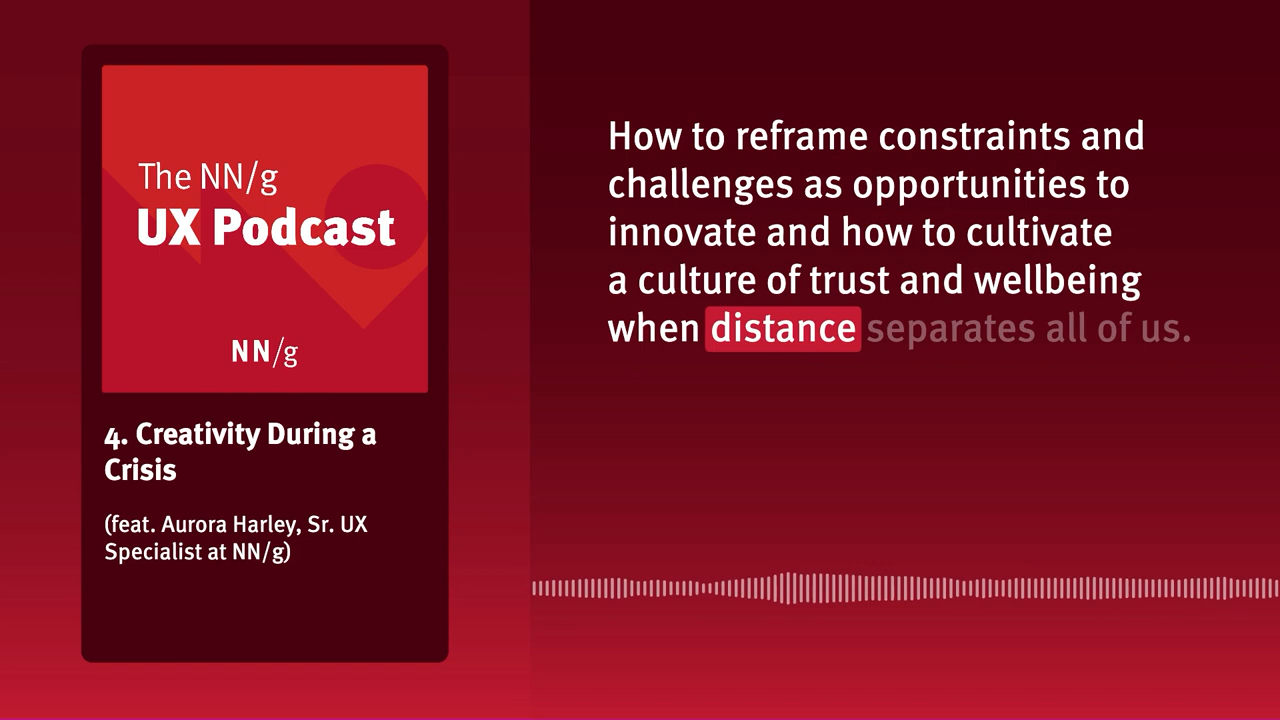 The NN/g
UX Podcast
NN/g
4. Creativity During a
Crisis
(feat. Aurora Harley, Sr. UX
Specialist at NN/g)
How to reframe constraints and
challenges as opportunities to
innovate and how to cultivate
a culture of trust and wellbeing
when distance separates all of us.